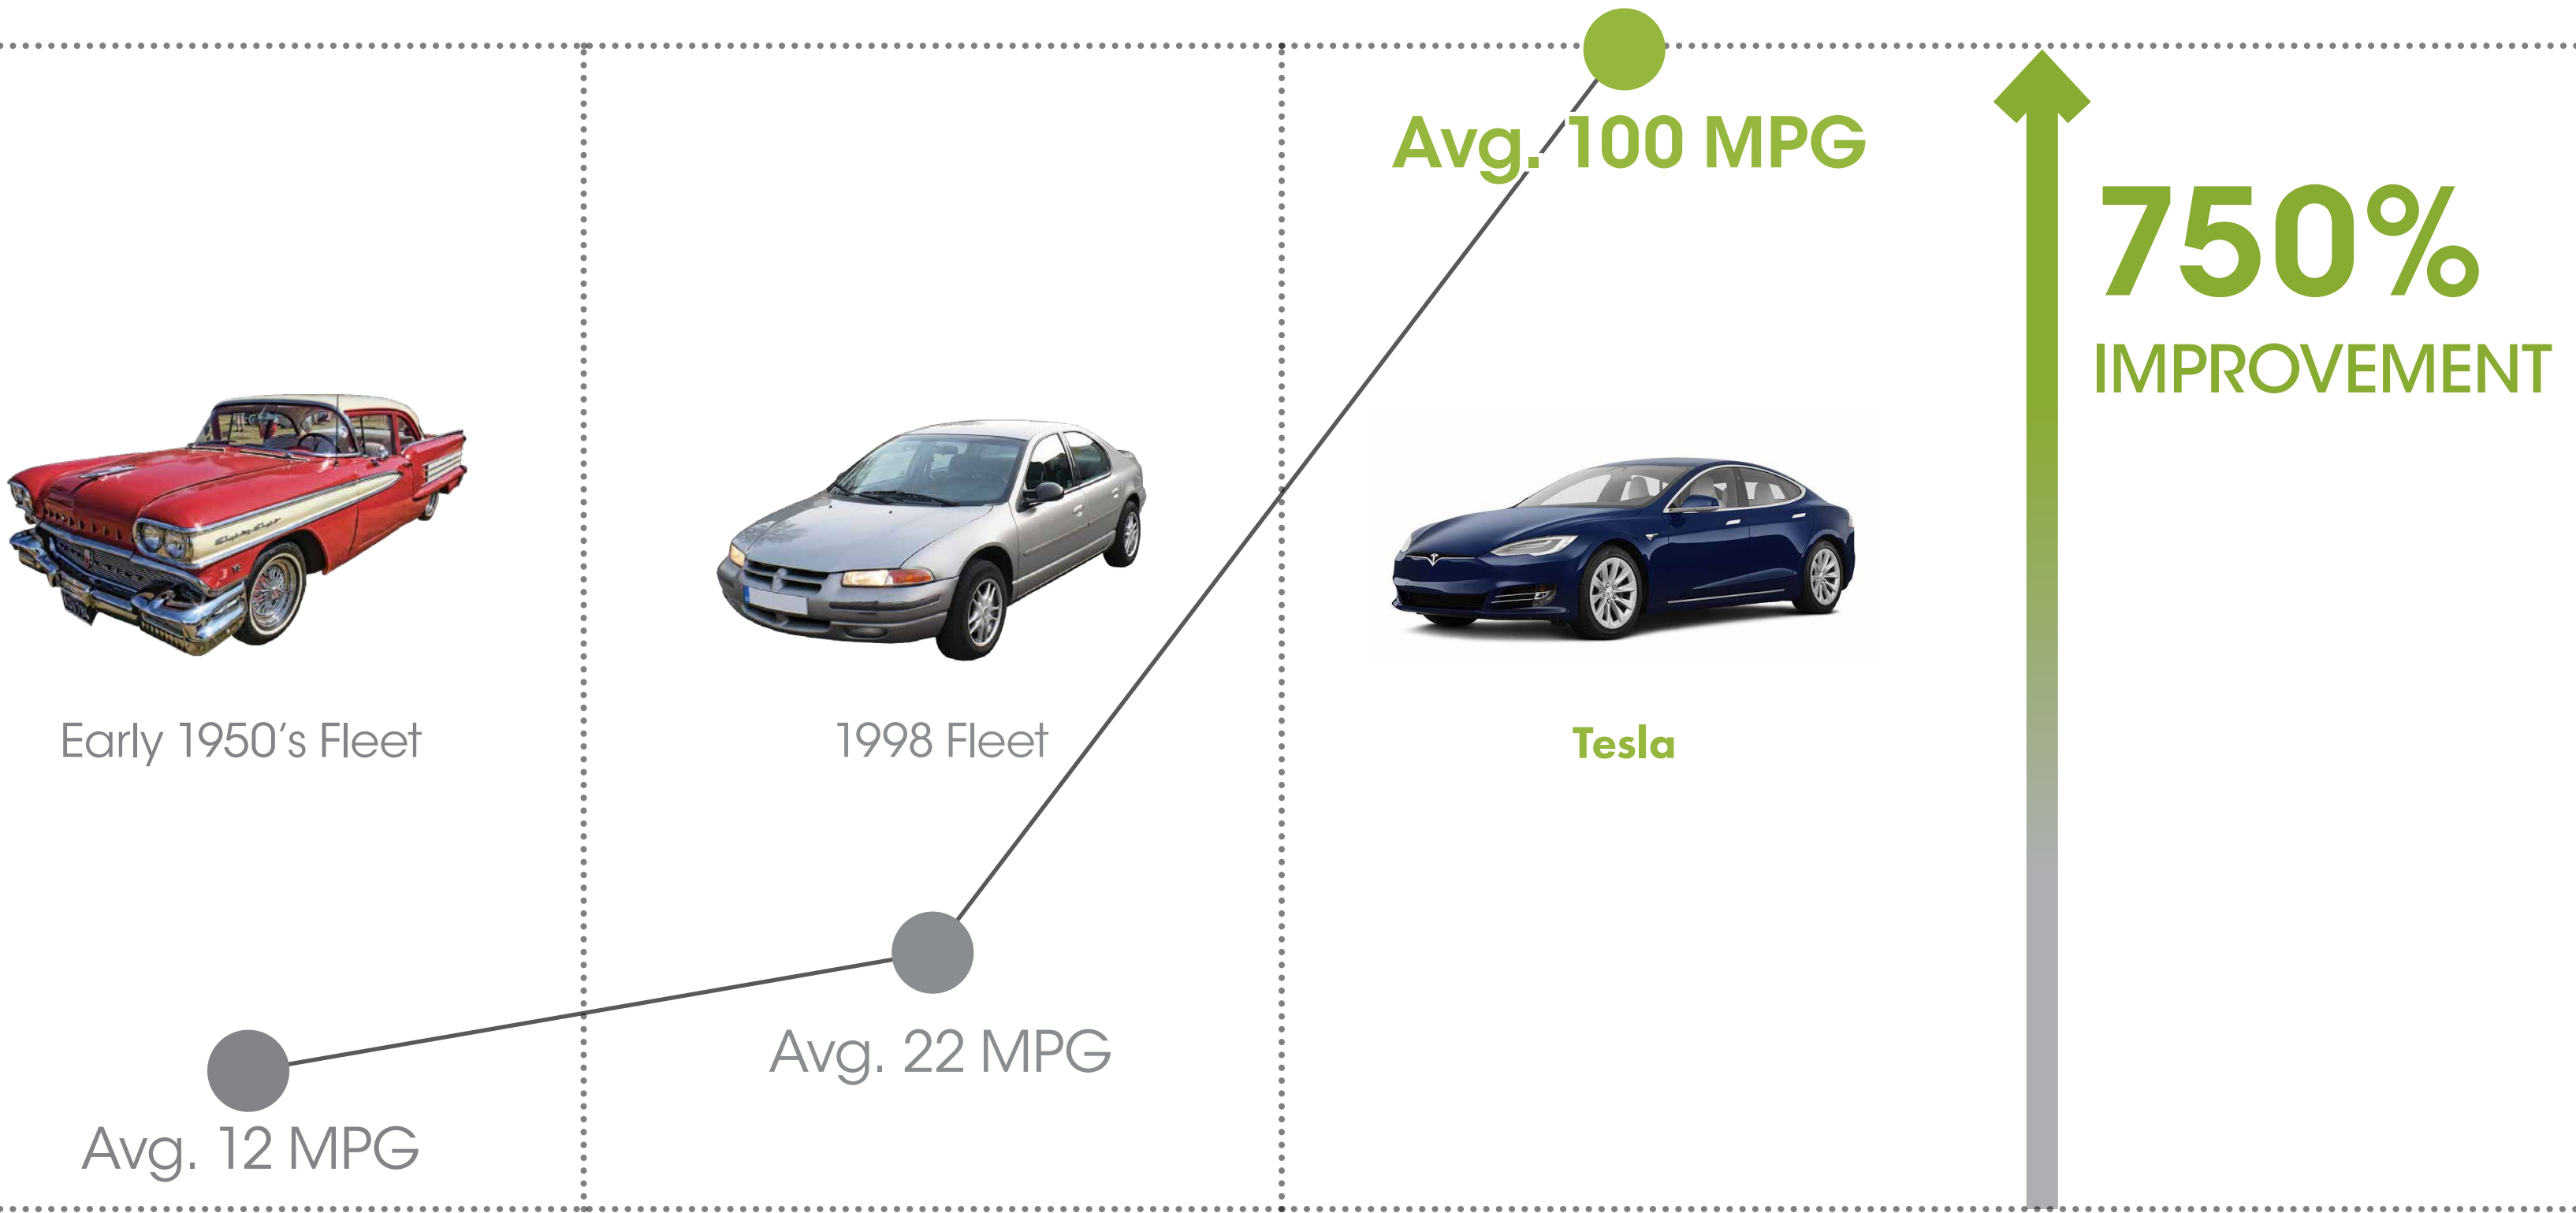 Avg. 100 MPG
750%
IMPROVEMENT
Early 1950's Fleet
1998 Fleet
Tesla
Avg. 22 MPG
Avg. 12 MPG